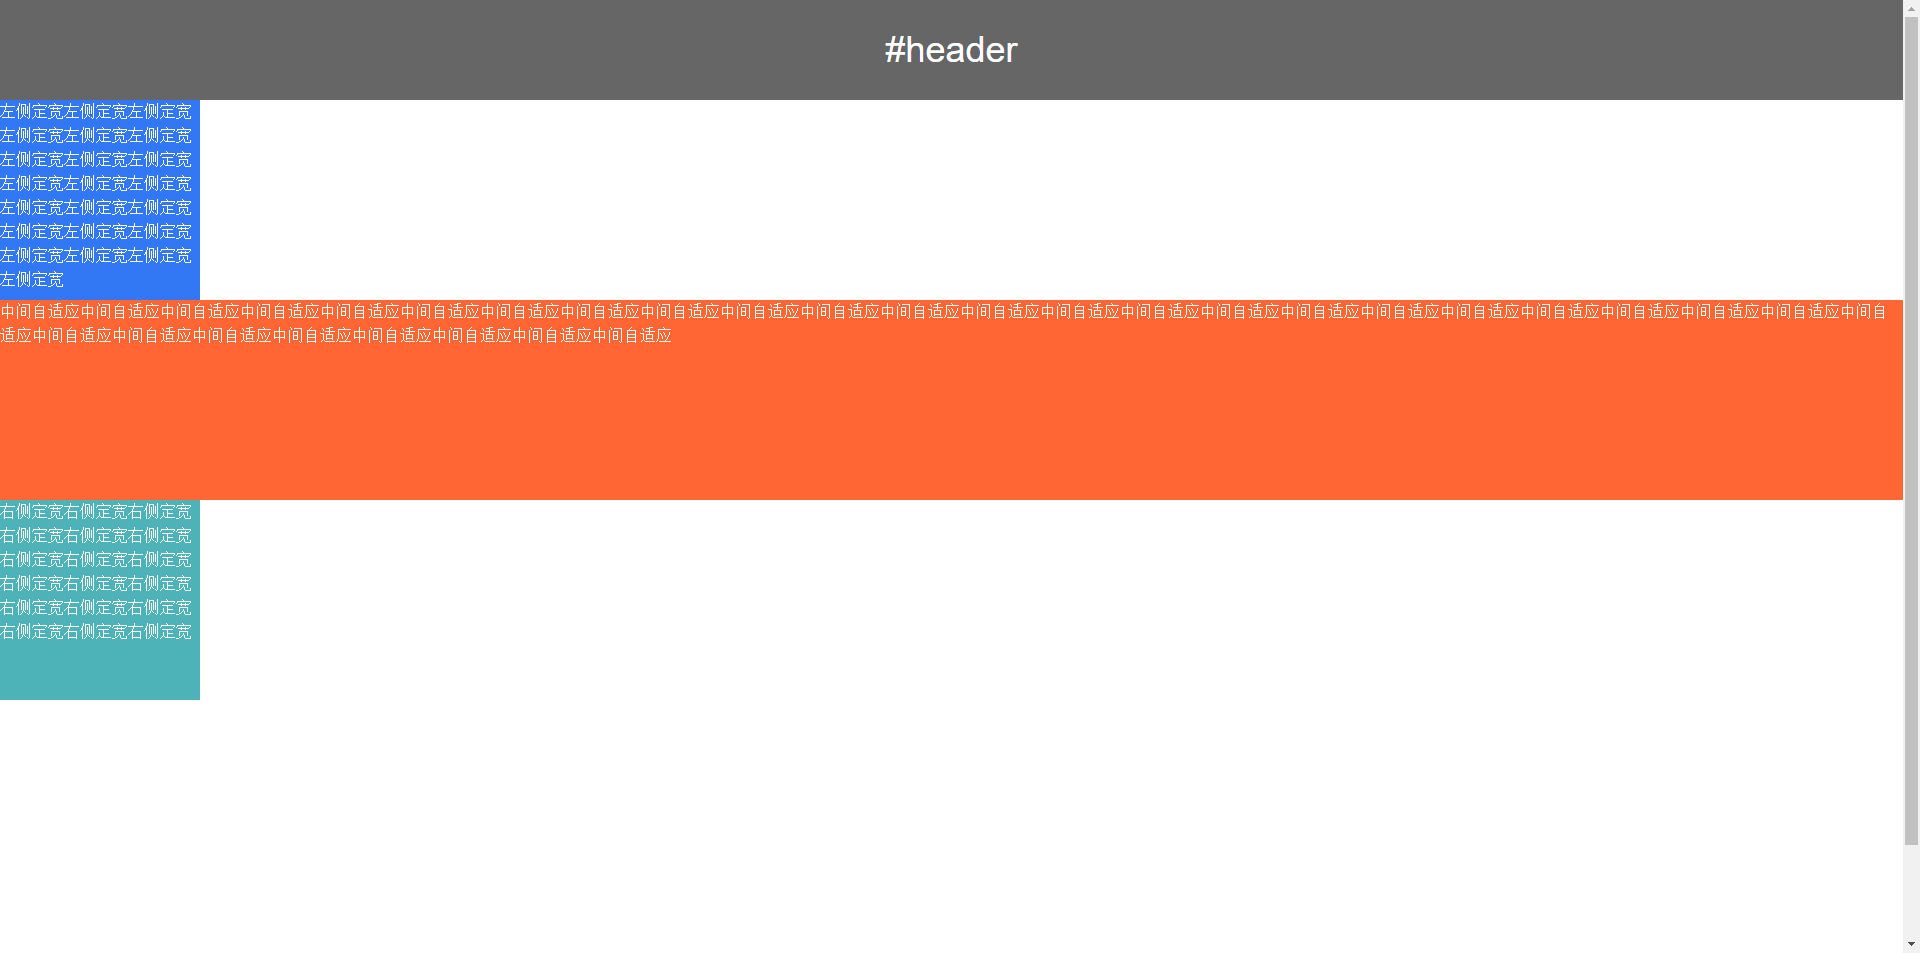 #header
左侧定宽左侧定宽左侧定宽
左侧定宽左侧定宽左侧定宽
左侧定宽左侧定宽左侧定宽
左侧定宽左侧定宽左侧定宽
左侧定宽左侧定宽左侧定宽
左侧定宽左侧定宽左侧定宽
左侧定宽左侧定宽左侧定宽
左侧定宽
中间自适应中间自适应中间自适应中间自适应中间自适应中间自适应中间自适应中间自适应中间自适应中间自适应中间自适应中间自适应中间自适应中间自适应中间自适应中间自适应中间自适应中间自适应中间自适应中间自适应中间自适应中间自适应中间自适应中间自
适应中间自适应中间自适应中间自适应中间自适应中间自适应中间自适应中间自适应中间自适应
右侧定宽右侧定宽右侧定宽
右侧定宽右侧定宽右侧定宽
右侧定宽右侧定宽右侧定宽
右侧定宽右侧定宽右侧定宽
右侧定宽右侧定宽右侧定宽
右侧定宽右侧定宽右侧定宽